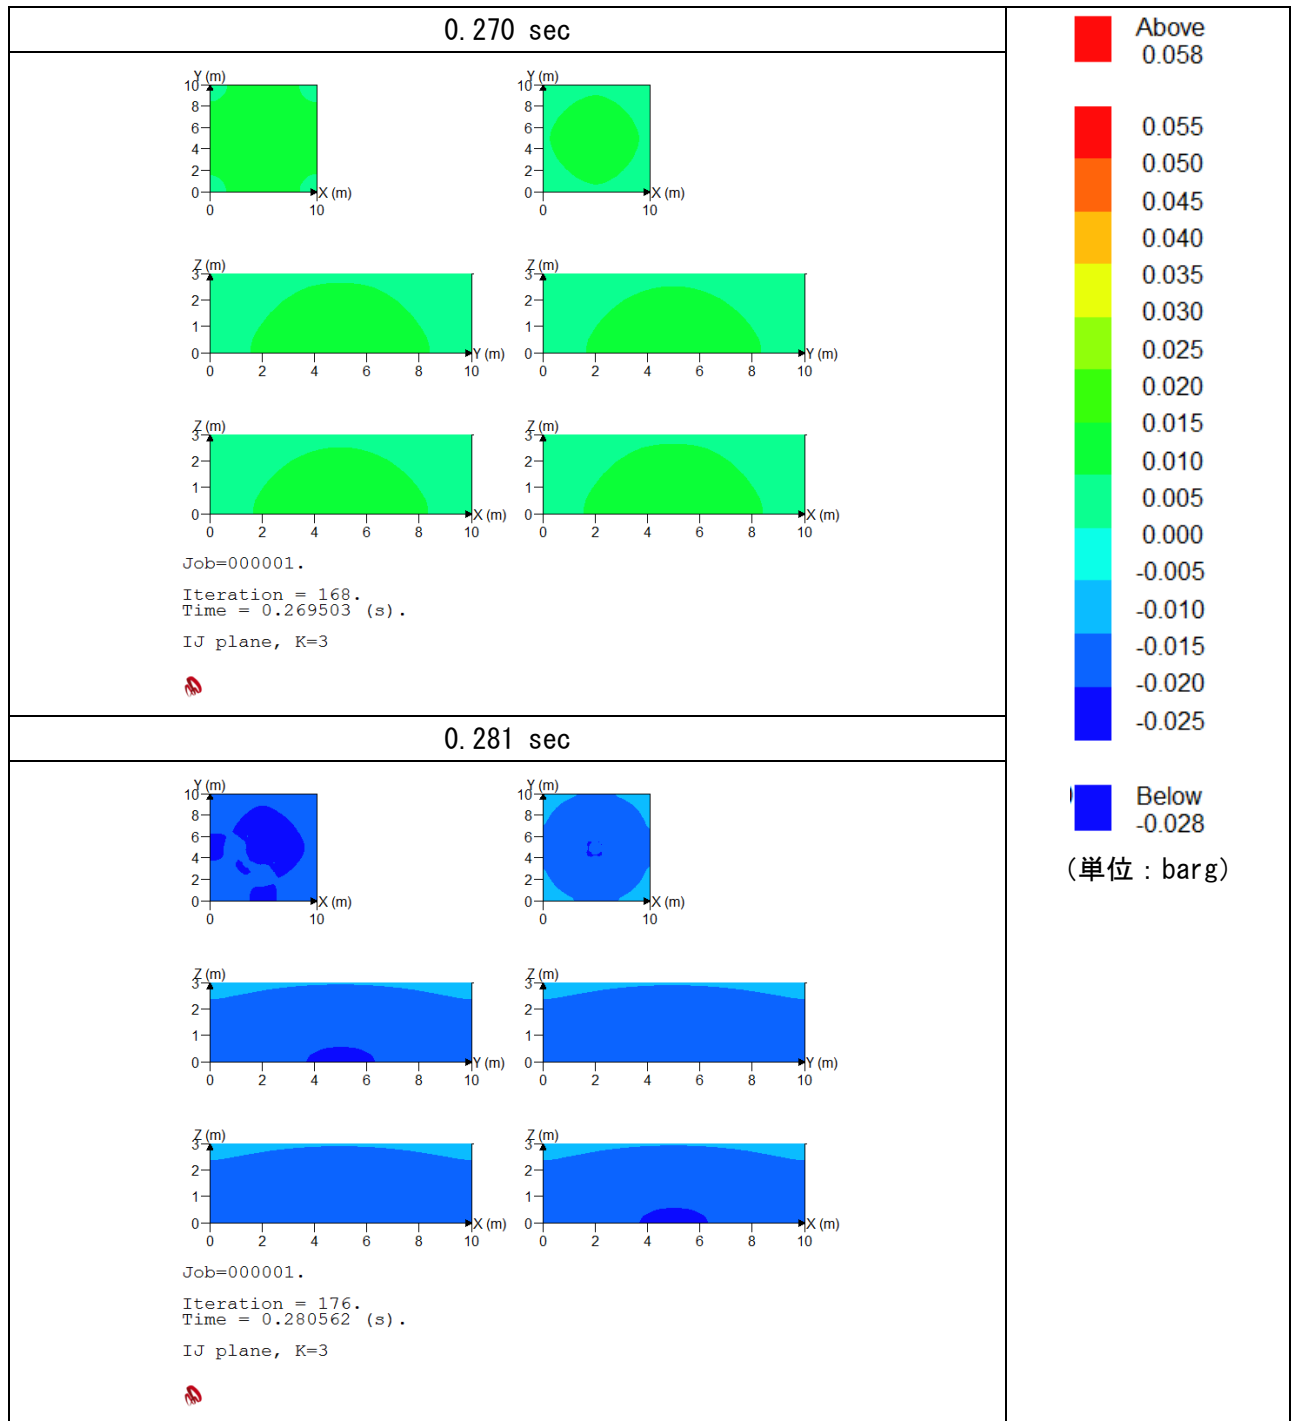 0.270 sec
Y (m)
10
8
6
4
2
0
X (m)
0
10
Y (m)
10
8
6
4
2
0
X (m)
0
10
Z (m)
3
2
1
0
Y (m)
0 2 4 6 8 10
Z (m)
3
2
1
0
Y (m)
0 2 4 6 8 10
Z (m)
3
2
1
0
X (m)
0 2 4 6 8 10
Z (m)
3
2
1
0
X (m)
0 2 4 6 8 10
Job=000001.
Iteration = 168.
Time = 0.269503 (s).
IJ plane, K=3
0.281 sec
Y (m)
10
8
6
4
2
0
X (m)
0
10
Y (m)
10
8
6
4
2
0
X (m)
0
10
Z (m)
3
2
1
0
Y (m)
0 2 4 6 8 10
Z (m)
3
2
1
0
Y (m)
0 2 4 6 8 10
Z (m)
3
2
1
0
X (m)
0 2 4 6 8 10
Z (m)
3
2
1
0
X (m)
0 2 4 6 8 10
Job=000001.
Iteration = 176.
Time = 0.280562 (s).
IJ plane, K=3
Above
0.058
0.055
0.050
0.045
0.040
0.035
0.030
0.025
0.020
0.015
0.010
0.005
0.000
-0.005
-0.010
-0.015
-0.020
-0.025
Below
-0.028
(単位：barg)